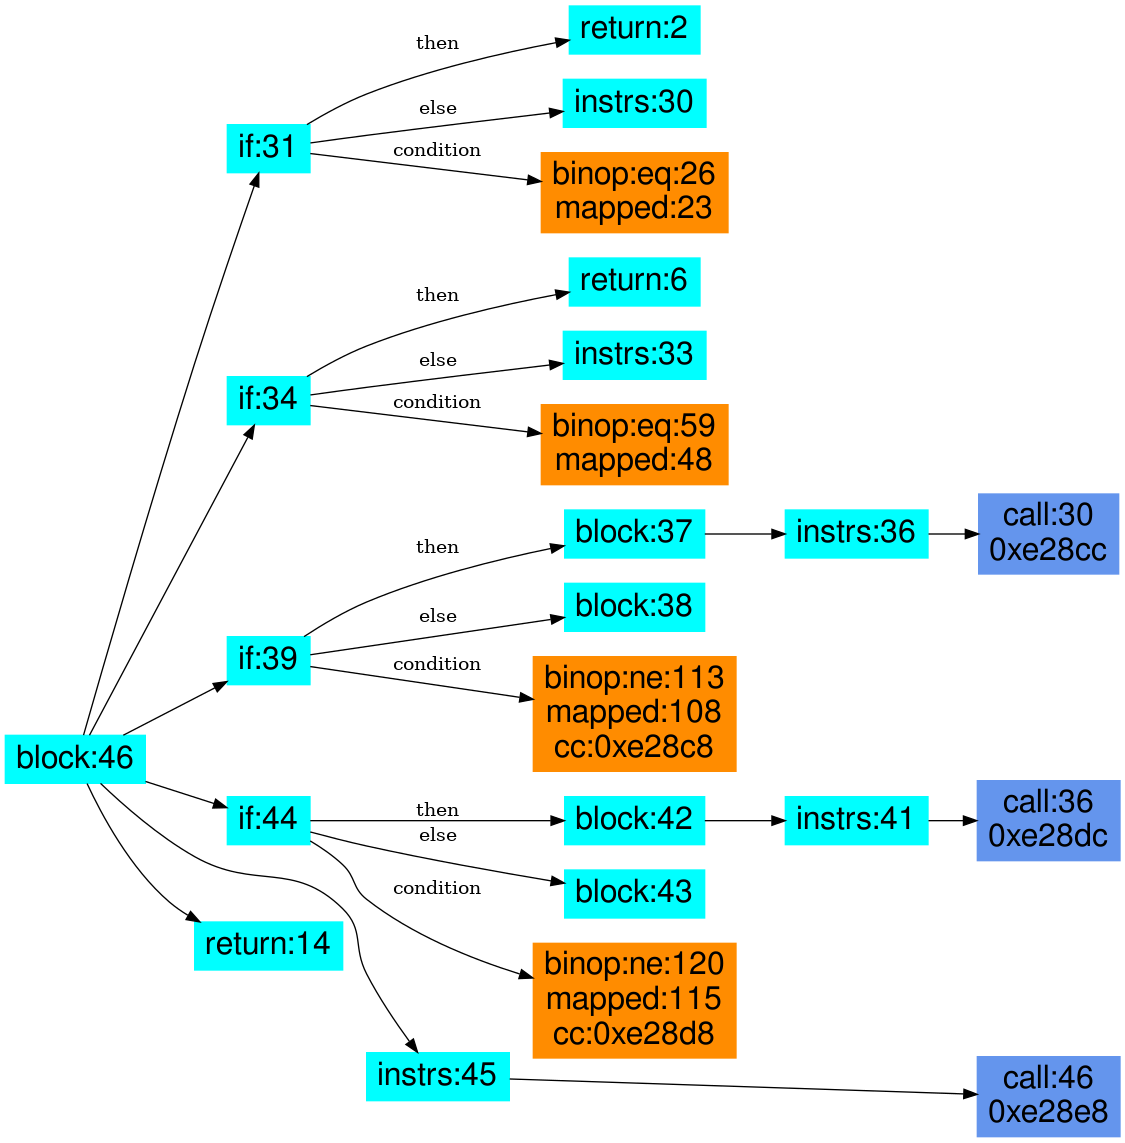 return:2
then
instrs:30
else
if:31
condition
binop:eq:26
mapped:23
return:6
then
instrs:33
else
if:34
condition
binop:eq:59
mapped:48
block:37
instrs:36
call:30
0xe28cc
then
block:38
else
if:39
condition
binop:ne:113
mapped:108
cc:0xe28c8
block:46
if:44
then
block:42
instrs:41
call:36
0xe28dc
else
block:43
condition
return:14
binop:ne:120
mapped:115
cc:0xe28d8
instrs:45
call:46
0xe28e8